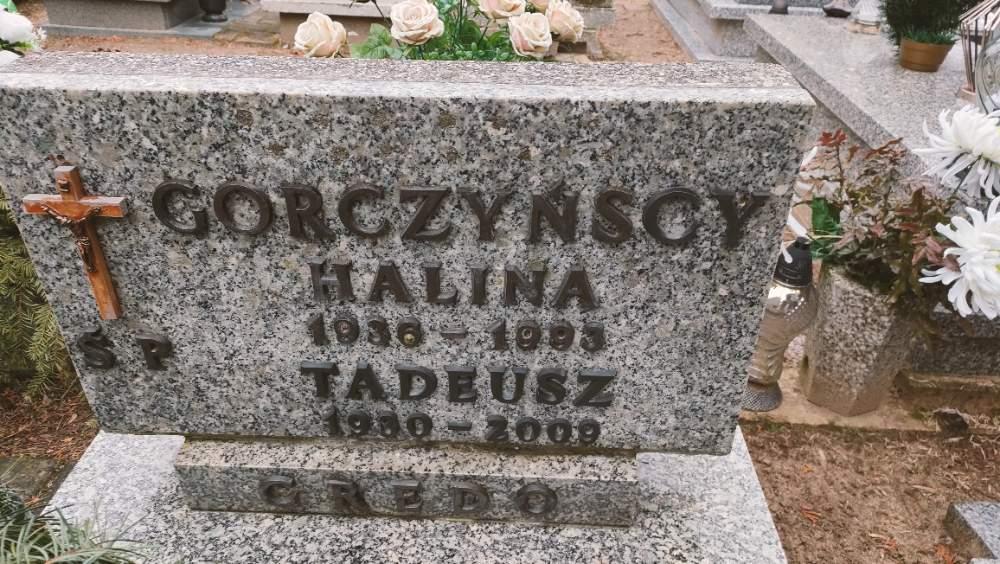 GORCZYŃSCY
HALINA
1936 - 1993
Ś P
TADEUSZ
1930 - 2009
CREDO